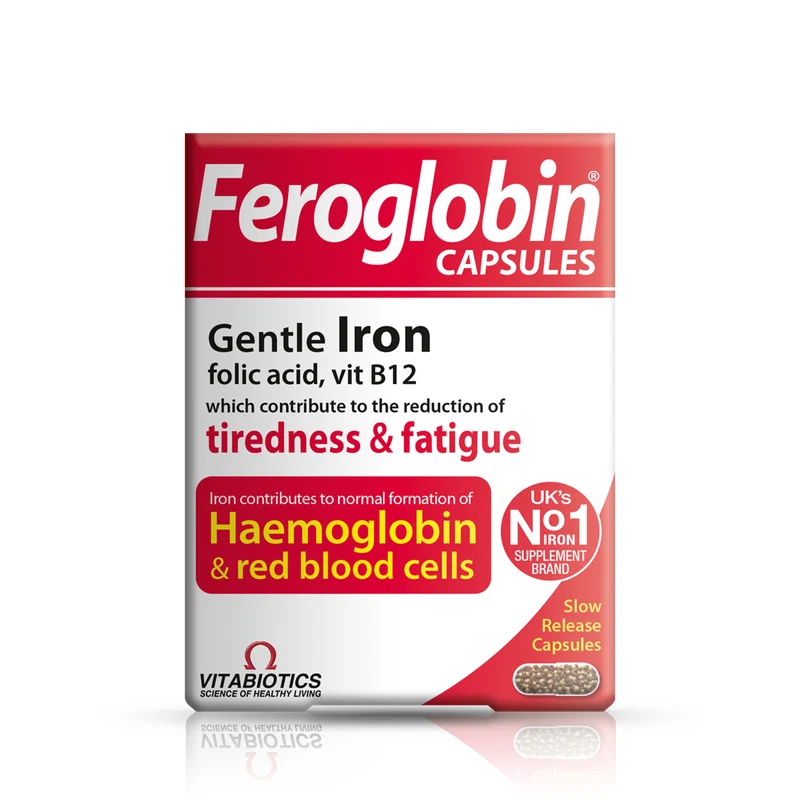 Feroglobin®
CAPSULES
Gentle Iron
folic acid, vit B12
which contribute to the reduction of
tiredness & fatigue
Iron contributes to normal formation of
Haemoglobin
& red blood cells
UK's
No1
IRON
SUPPLEMENT
BRAND
Slow
Release
Capsules
VITABIOTICS
SCIENCE OF HEALTHY LIVING